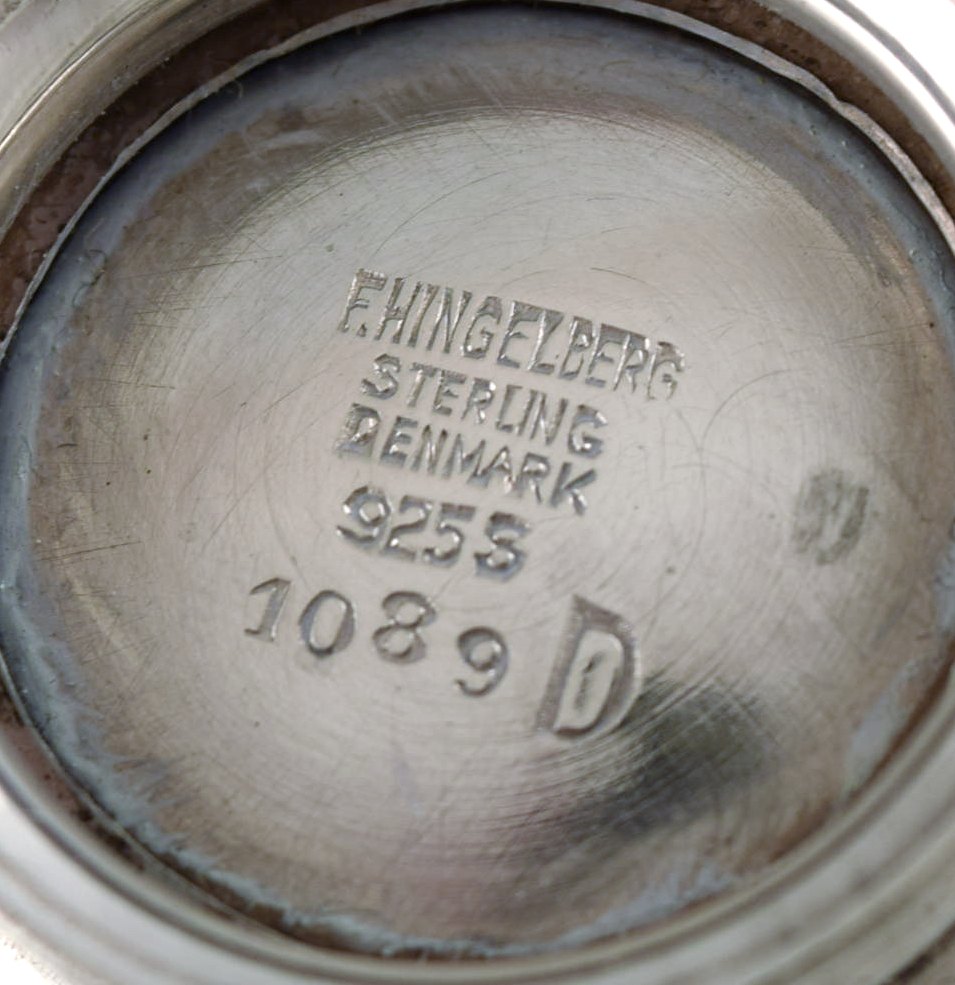 F. HINGELBERG
STERLING
DENMARK
925S
1089 D